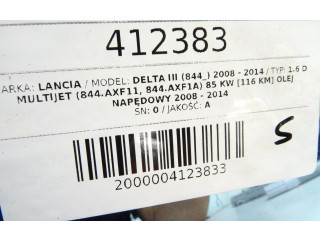 412383
ARKA: LANCIA / MODEL: DELTA III (844_) 2008 - 2014 / TYP: 1.6 D
MULTIJET (844.AXF11, 844.AXF1A) 85 KW [116 KM] OLEJ
NAPĘDOWY 2008 - 2014
SN: 0 / JAKOŚĆ: A
S
2000004123833